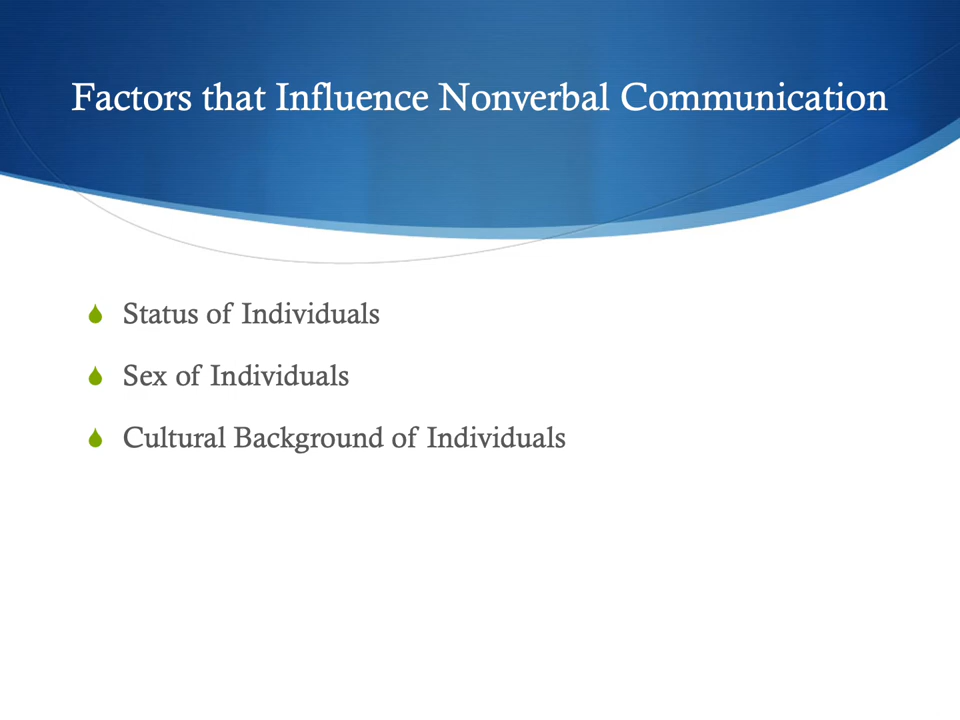 Factors that Influence Nonverbal Communication
Status of Individuals
Sex of Individuals
Cultural Background of Individuals